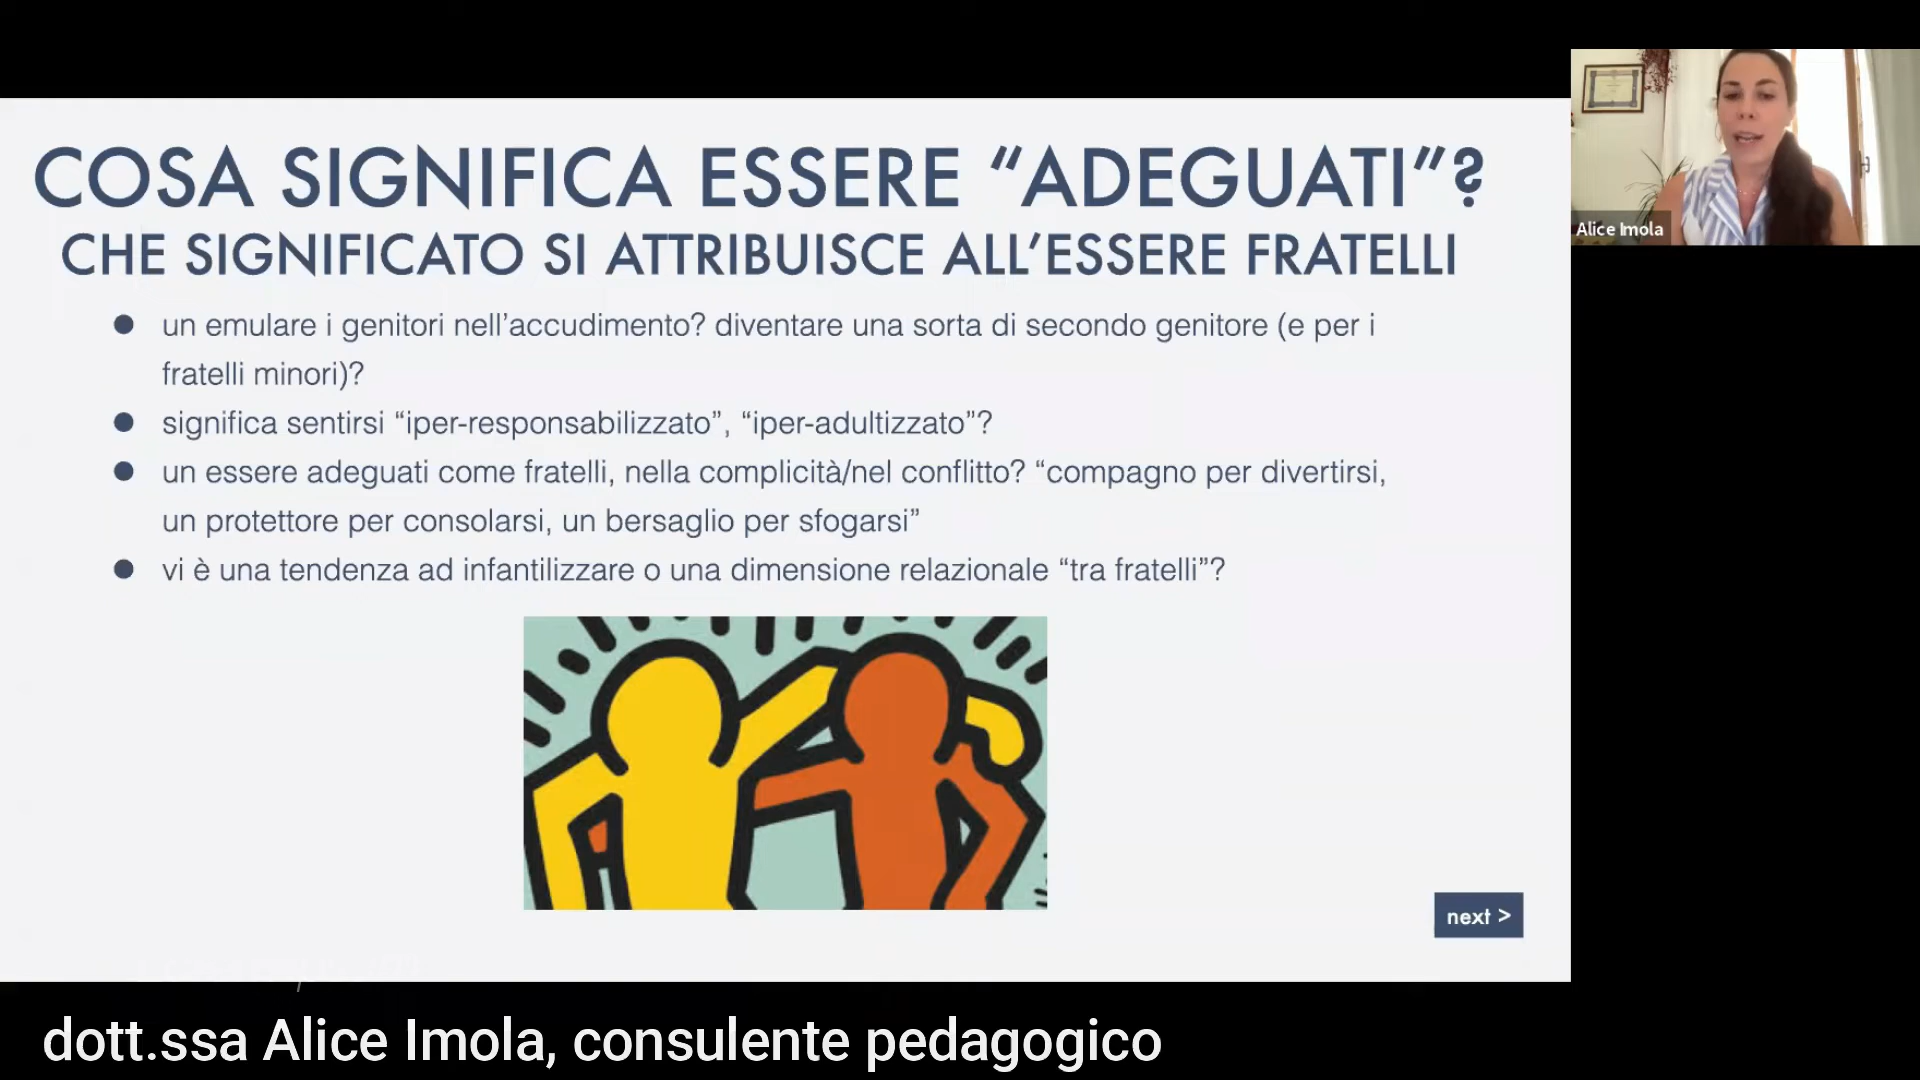 COSA SIGNIFICA ESSERE “ADEGUATI”?
CHE SIGNIFICATO SI ATTRIBUISCE ALL’ESSERE FRATELLI
un emulare i genitori nell’accudimento? diventare una sorta di secondo genitore (e per i
fratelli minori)?
significa sentirsi “iper-responsabilizzato”, “iper-adultizzato”?
un essere adeguati come fratelli, nella complicità/nel conflitto? “compagno per divertirsi,
un protettore per consolarsi, un bersaglio per sfogarsi”
vi è una tendenza ad infantilizzare o una dimensione relazionale “tra fratelli”?
next >
Alice Imola
dott.ssa Alice Imola, consulente pedagogico